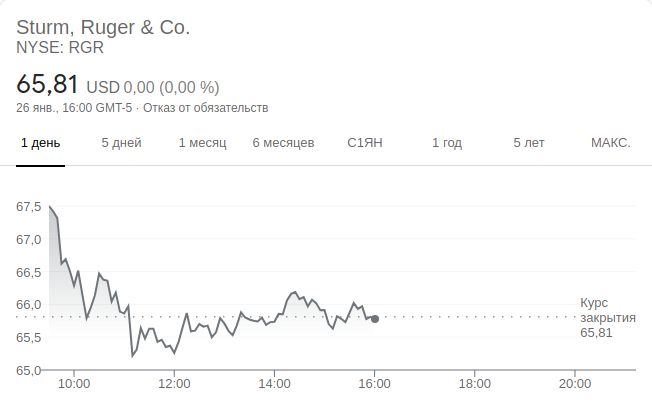 Sturm, Ruger & Co.
NYSE: RGR
65,81 USD 0,00 (0,00 %)
26 янв., 16:00 GMT-5 · Отказ от обязательств
1 день 5 дней 1 месяц 6 месяцев С1ЯН 1 год 5 лет МАКС.
67,5
67,0
66,5
66,0
65,5
65,0
Курс
закрытия
65,81
10:00 12:00 14:00 16:00 18:00 20:00